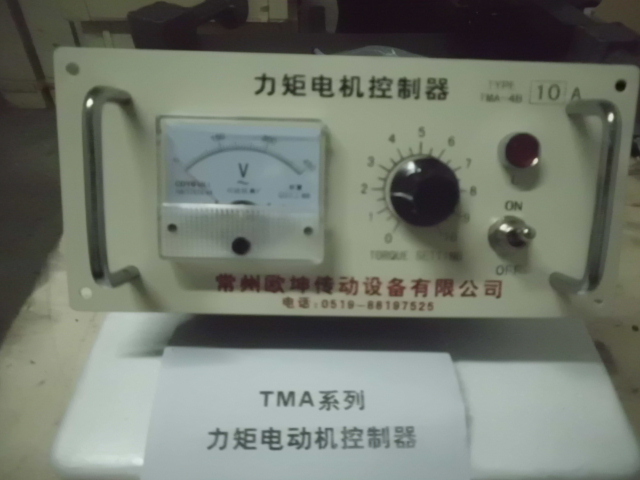 力矩电机控制器
TYPE
TMA-4B 10 A
V
0 1 2 3 4 5 6 7 8 9 10
TORQUE SETTING
ON
OFF
常州欧坤传动设备有限公司
电话:0519-88197525
TMA系列
力矩电动机控制器